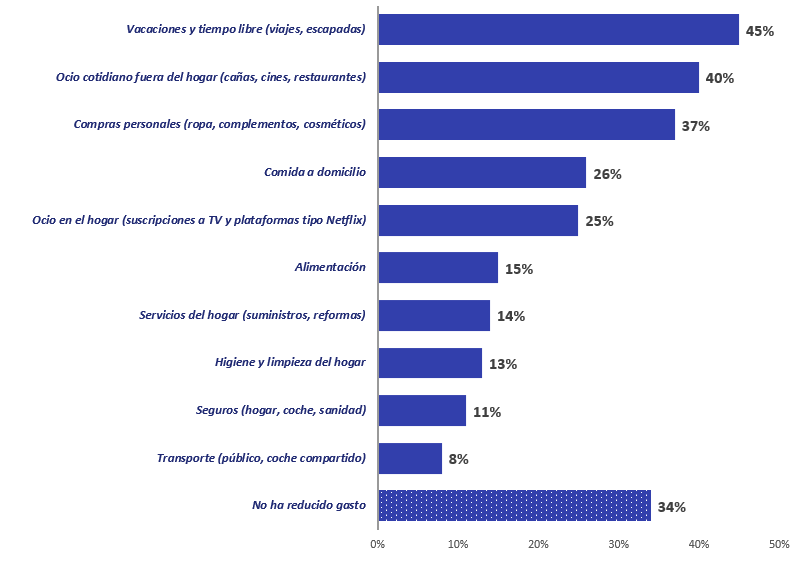 Vacaciones y tiempo libre (viajes, escapadas) 45%
Ocio cotidiano fuera del hogar (cañas, cines, restaurantes) 40%
Compras personales (ropa, complementos, cosméticos) 37%
Comida a domicilio 26%
Ocio en el hogar (suscripciones a TV y plataformas tipo Netflix) 25%
Alimentación 15%
Servicios del hogar (suministros, reformas) 14%
Higiene y limpieza del hogar 13%
Seguros (hogar, coche, sanidad) 11%
Transporte (público, coche compartido) 8%
No ha reducido gasto 34%
0% 10% 20% 30% 40% 50%